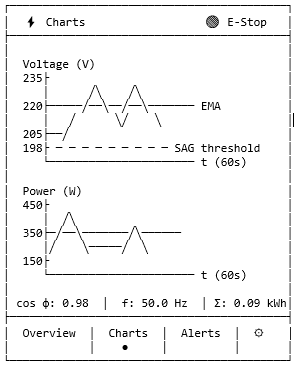 Charts E-Stop
Voltage (V)
235
220 EMA
205
198 SAG threshold
t (60s)
Power (W)
450
350
150
t (60s)
cos ϕ: 0.98 | f: 50.0 Hz | Σ: 0.09 kWh
Overview | Charts | Alerts |